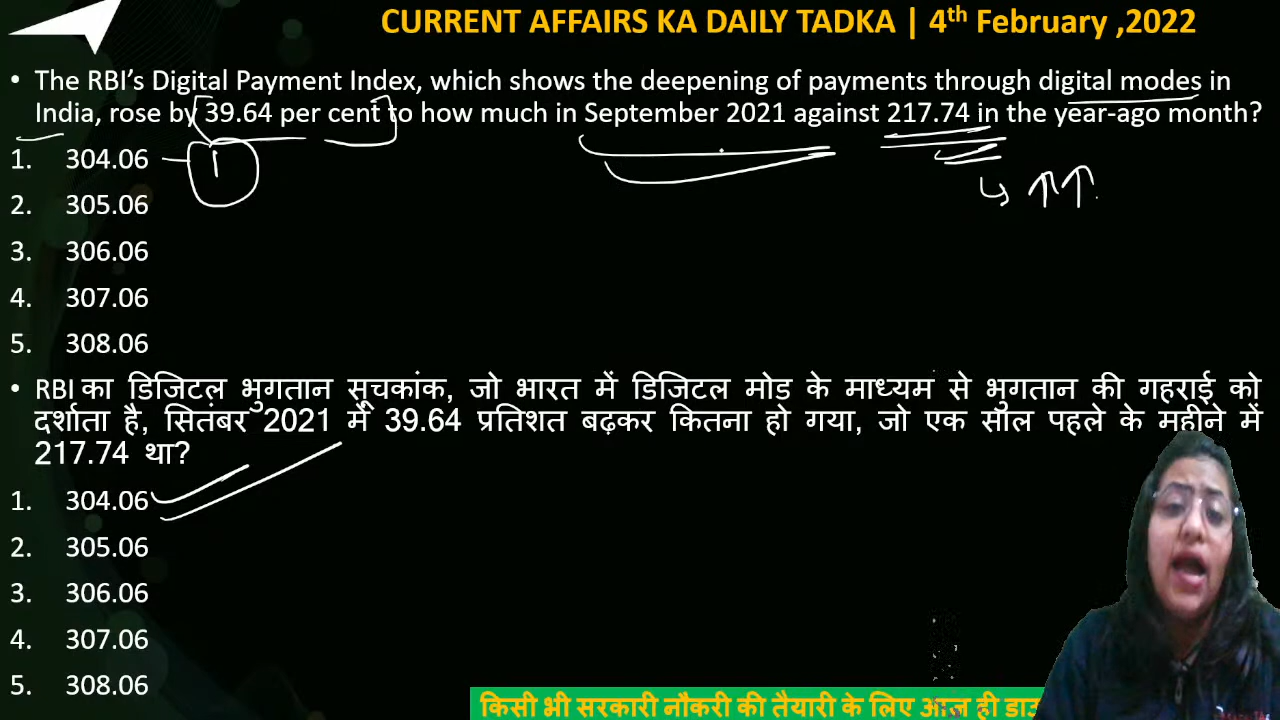 CURRENT AFFAIRS KA DAILY TADKA | 4th February ,2022
• The RBI's Digital Payment Index, which shows the deepening of payments through digital modes in
India, rose by 39.64 per cent to how much in September 2021 against 217.74 in the year-ago month?
1. 304.06
2. 305.06
3. 306.06
4. 307.06
5. 308.06
• RBI का डिजिटल भुगतान सूचकांक, जो भारत में डिजिटल मोड के माध्यम से भुगतान की गहराई को
दर्शाता है, सितंबर 2021 में 39.64 प्रतिशत बढ़कर कितना हो गया, जो एक साल पहले के महीने में
217.74 था?
1. 304.06
2. 305.06
3. 306.06
4. 307.06
5. 308.06
किसी भी सरकारी नौकरी की तैयारी के लिए आज ही